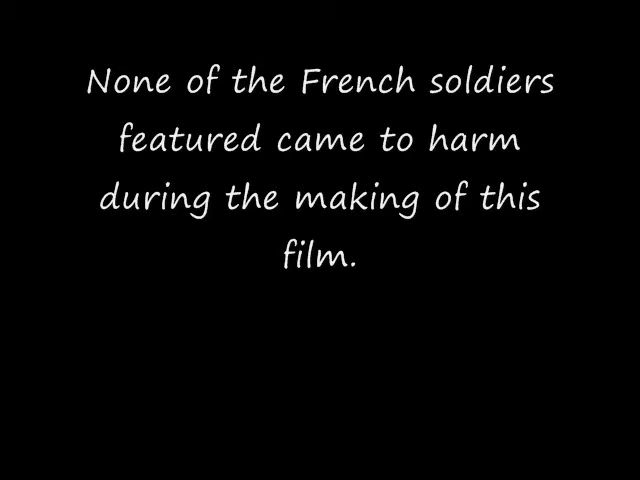 None of the French soldiers
featured came to harm
during the making of this
film.